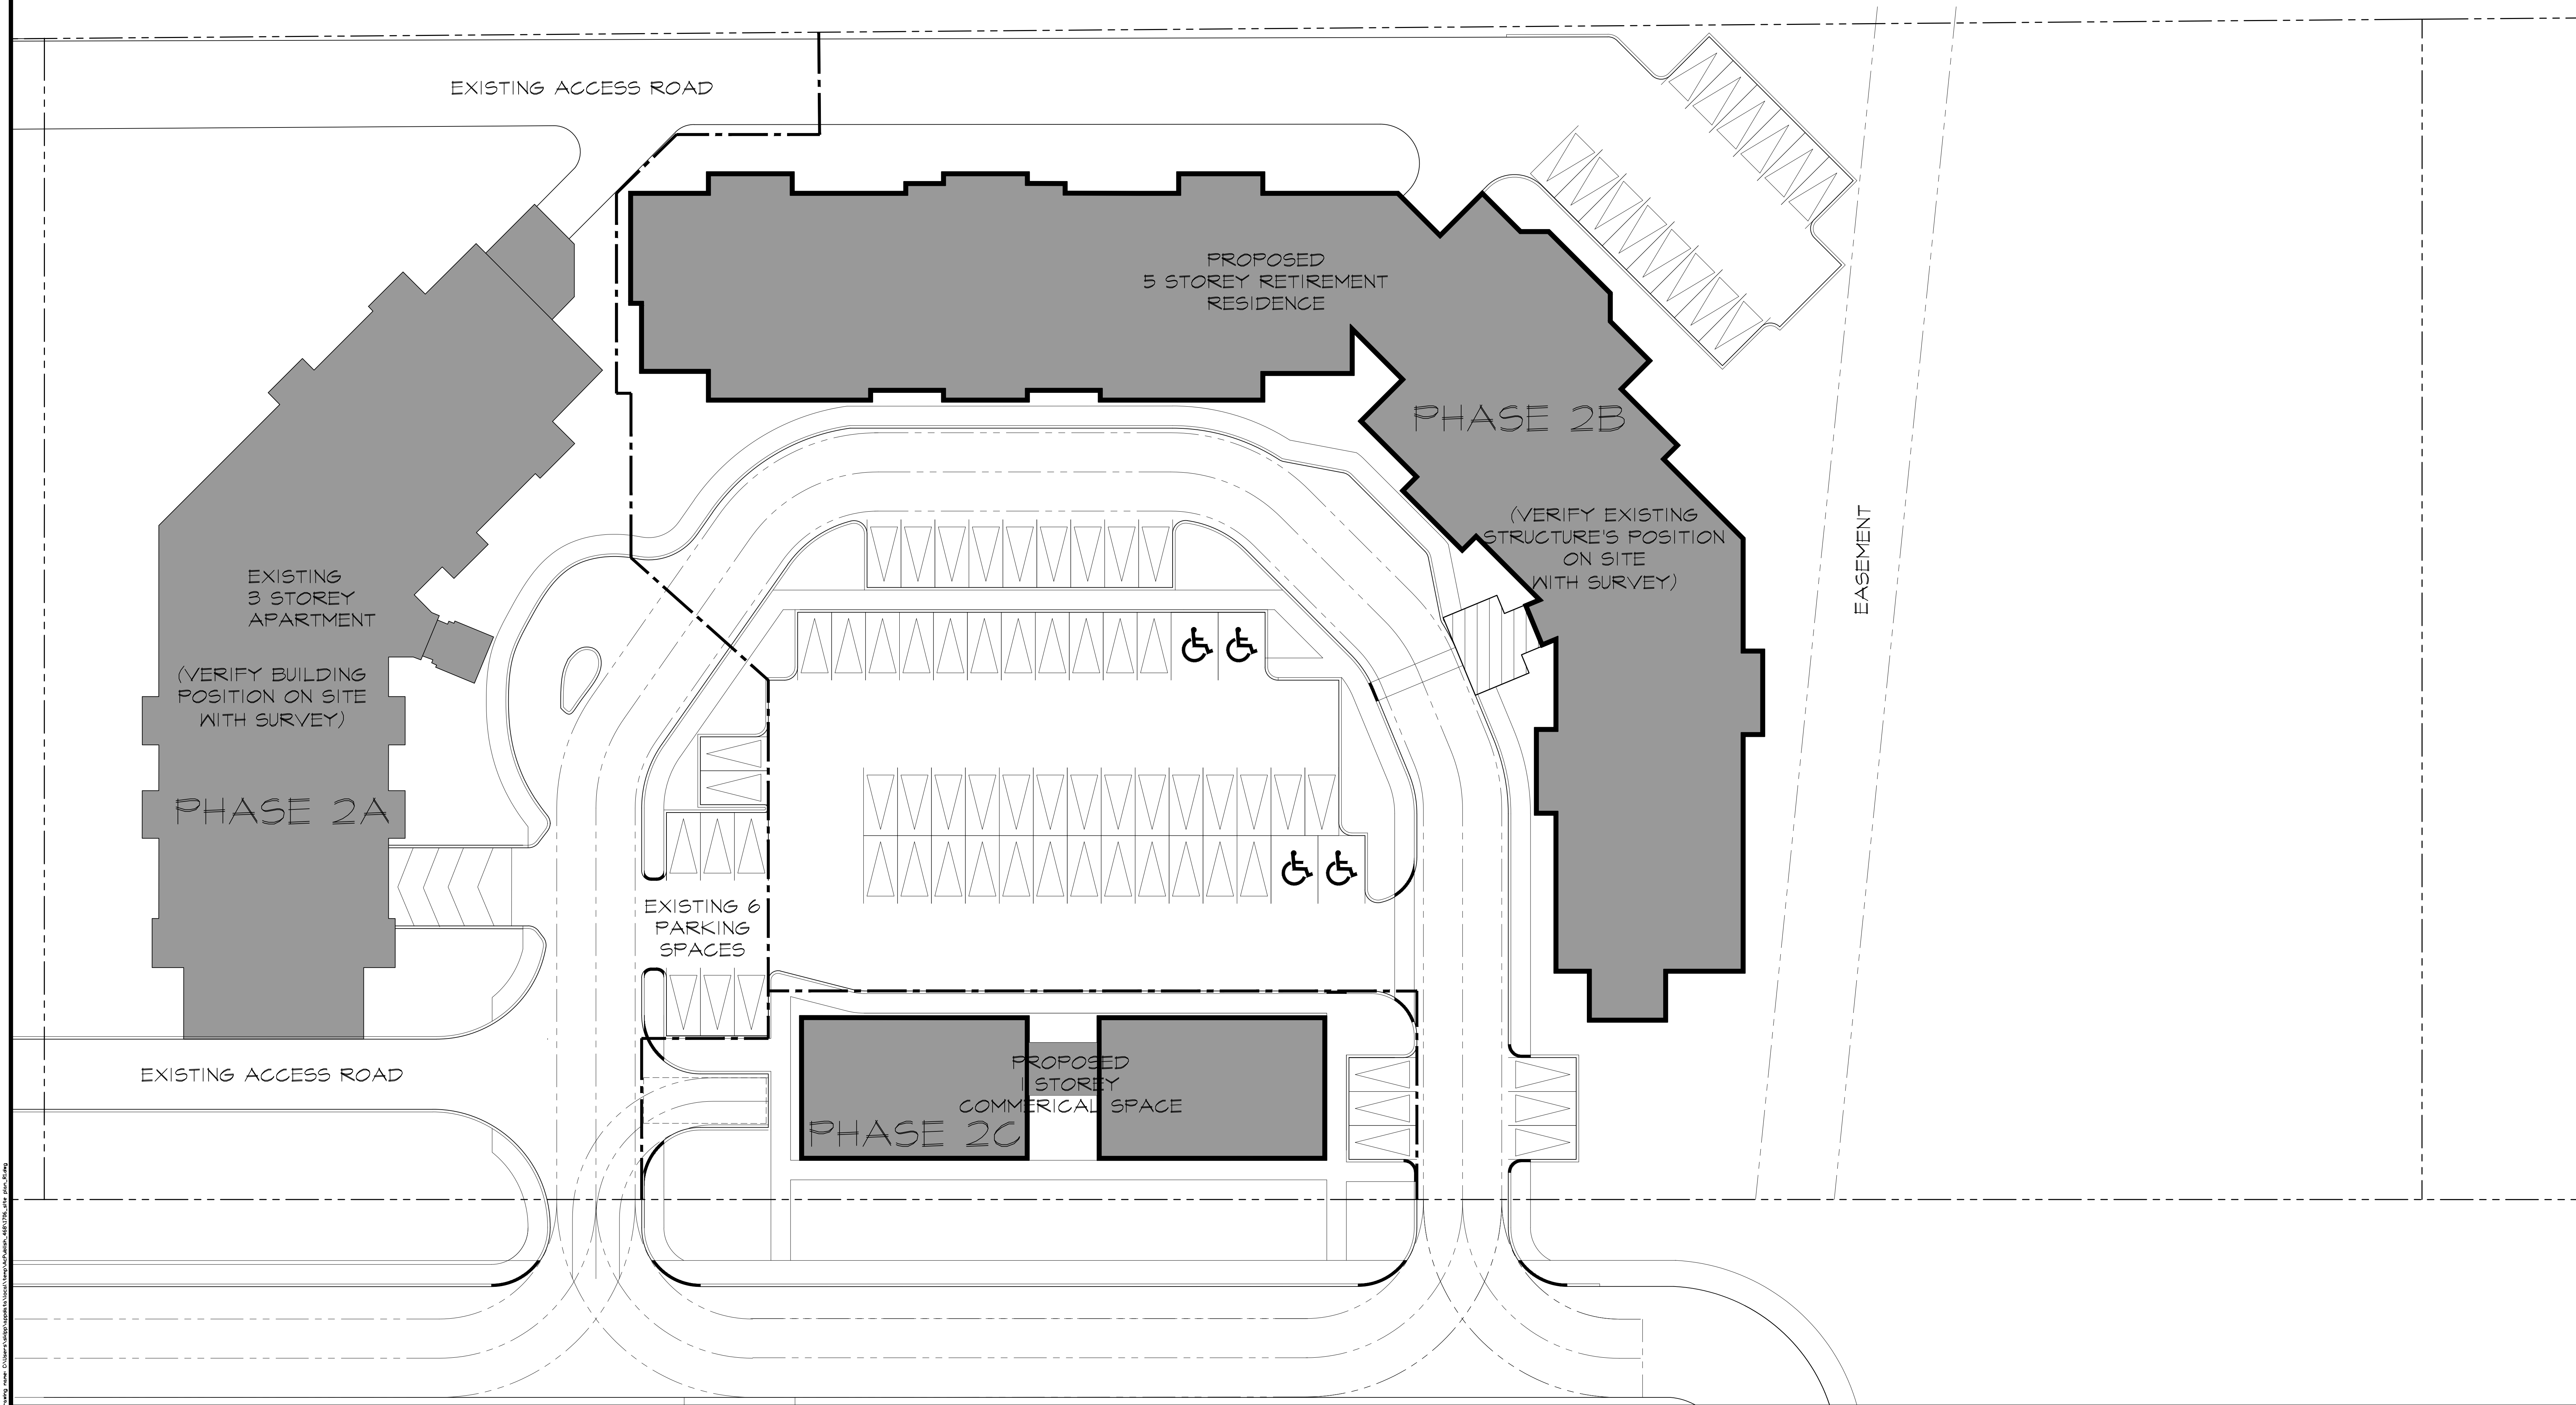 EXISTING ACCESS ROAD
PROPOSED
5 STOREY RETIREMENT
RESIDENCE
PHASE 2B
(VERIFY EXISTING
STRUCTURE'S POSITION
ON SITE
WITH SURVEY)
EASEMENT
EXISTING
3 STOREY
APARTMENT
(VERIFY BUILDING
POSITION ON SITE
WITH SURVEY)
PHASE 2A
EXISTING 6
PARKING
SPACES
EXISTING ACCESS ROAD
PROPOSED
1 STOREY
COMMERICAL SPACE
PHASE 2C